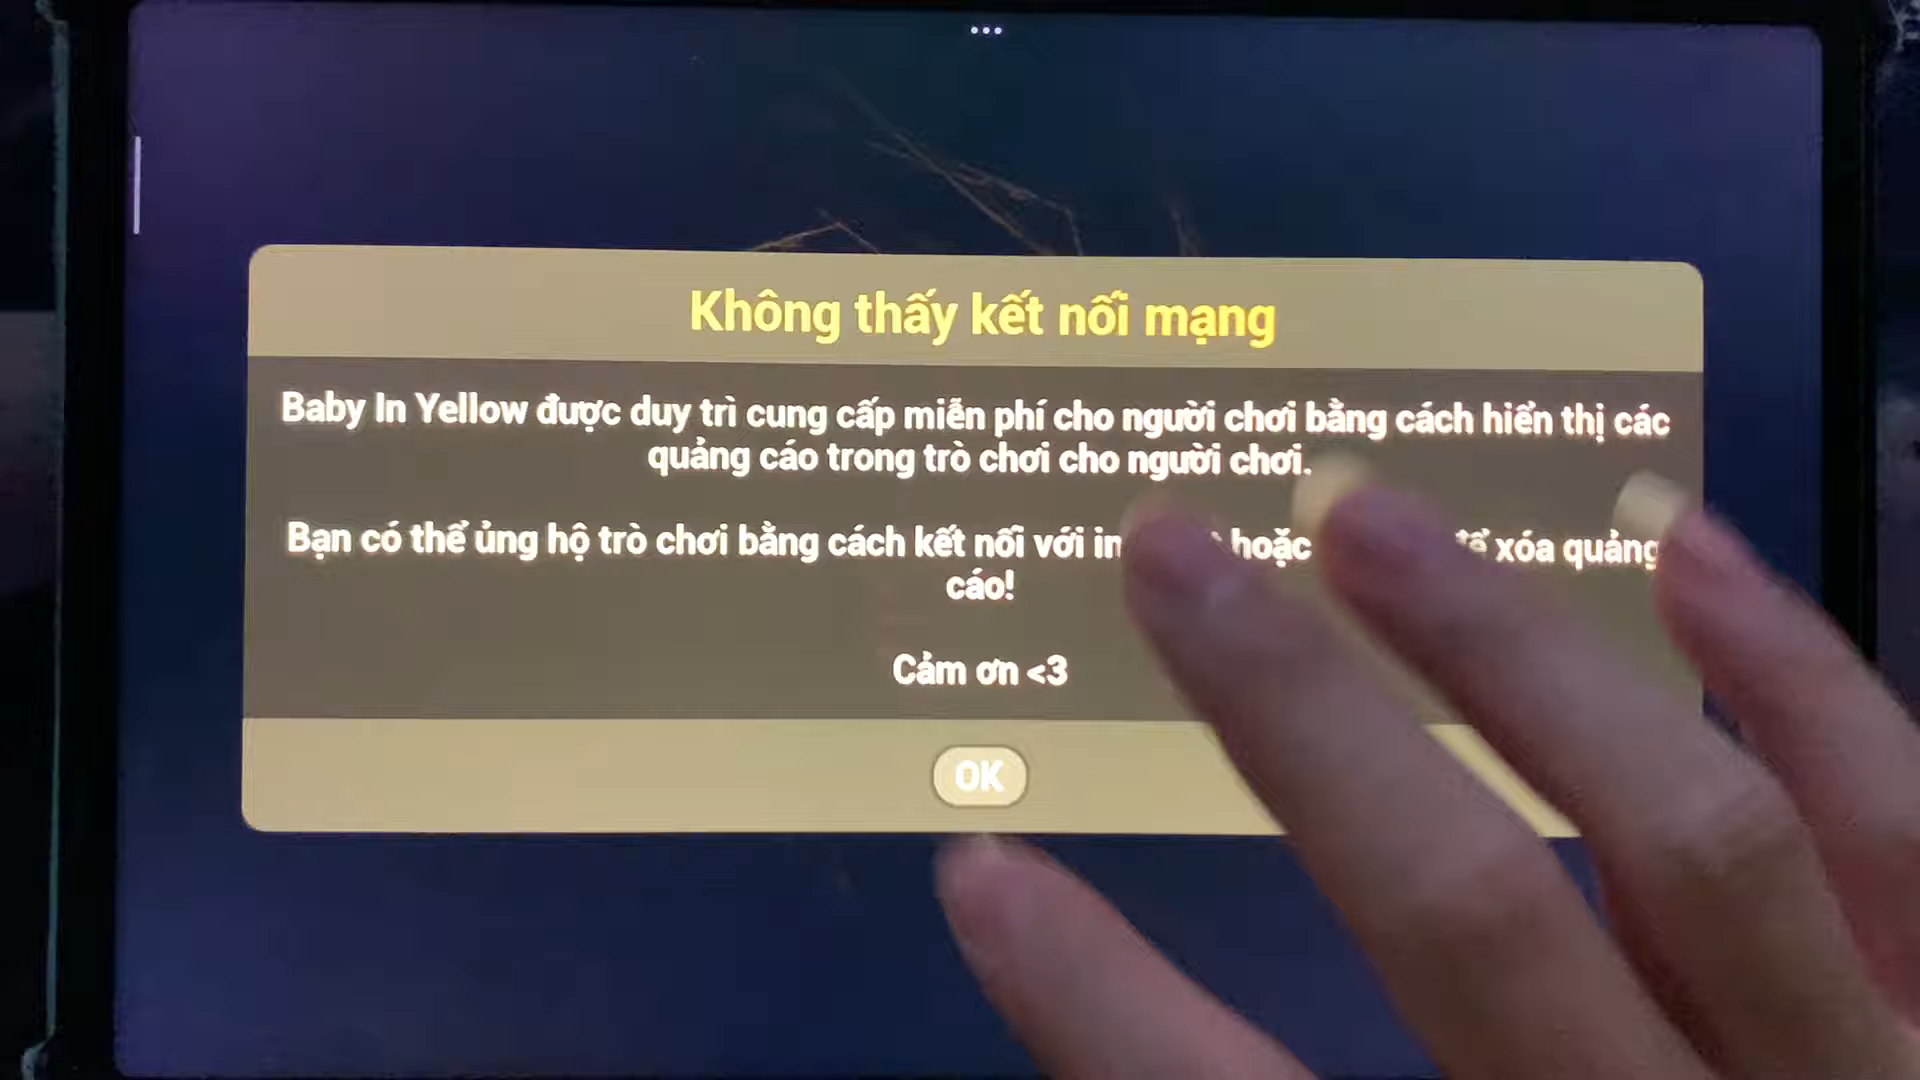 Không thấy kết nối mạng
Baby In Yellow được duy trì cung cấp miễn phí cho người chơi bằng cách hiển thị các
quảng cáo trong trò chơi cho người chơi.
Bạn có thể ủng hộ trò chơi bằng cách kết nối với hoặc xóa quảng
cáo!
Cảm ơn <3
OK